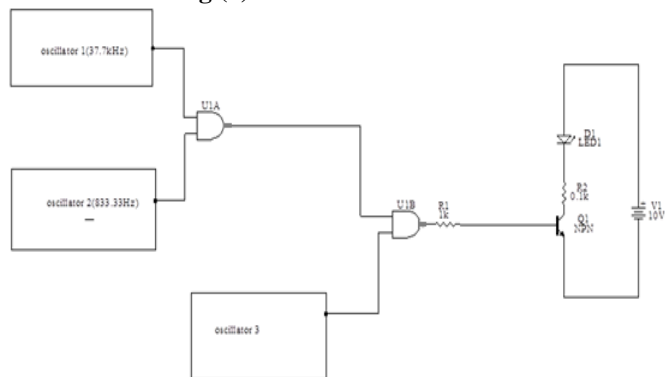 oscillator 1(37.7kHz)
U1A
D1
LED1
oscillator 2(833.33Hz)
R2
0.1k
U1B
R1
1k
Q1
NPN
V1
10V
oscillator 3